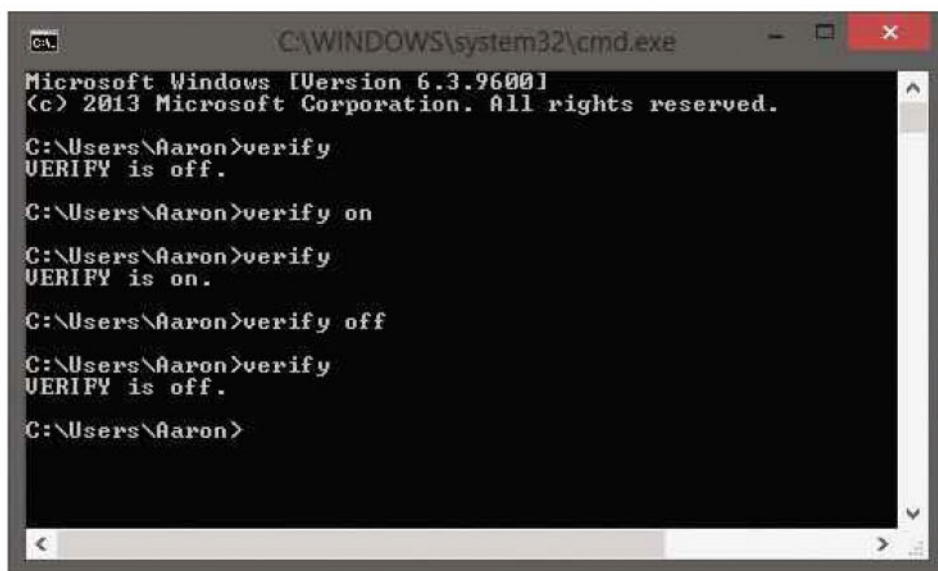 C:\WINDOWS\system32\cmd.exe
Microsoft Windows [Version 6.3.9600]
(c) 2013 Microsoft Corporation. All rights reserved.
C:\Users\Aaron>verify
VERIFY is off.
C:\Users\Aaron>verify on
C:\Users\Aaron>verify
VERIFY is on.
C:\Users\Aaron>verify off
C:\Users\Aaron>verify
VERIFY is off.
C:\Users\Aaron>